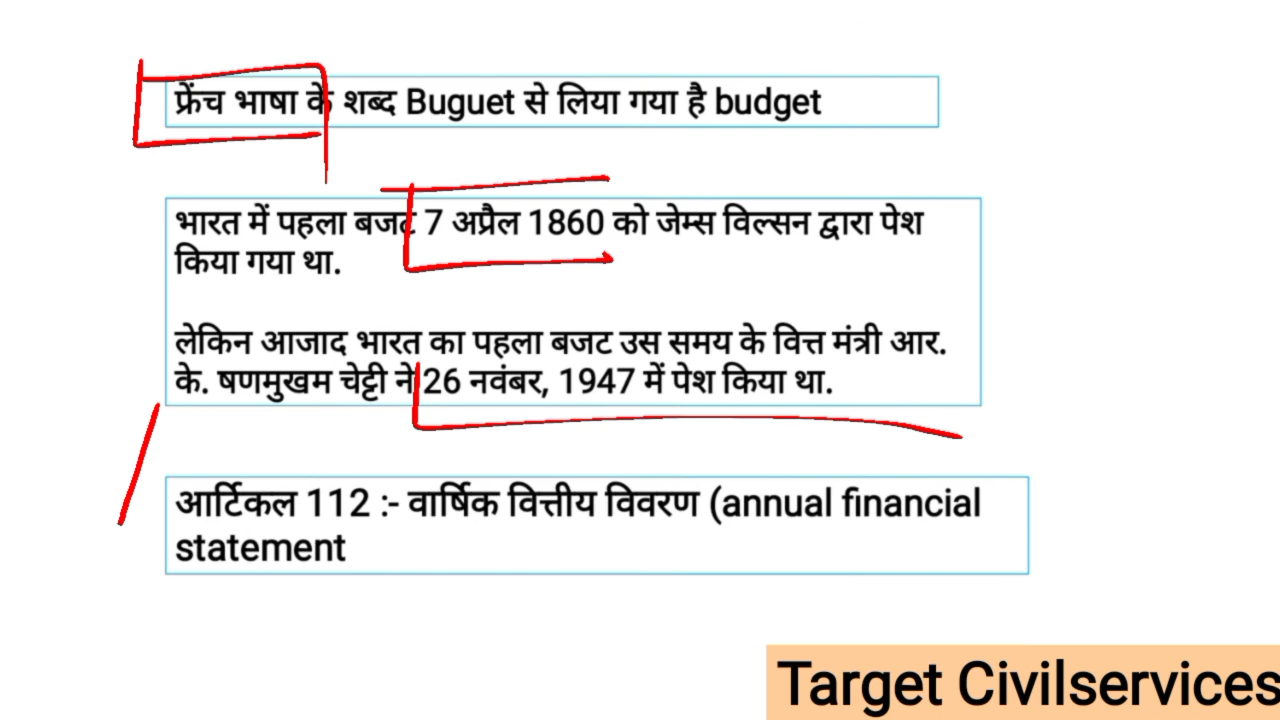 फ्रेंच भाषा के शब्द Buguet से लिया गया है budget
भारत में पहला बजट 7 अप्रैल 1860 को जेम्स विल्सन द्वारा पेश
किया गया था.
लेकिन आजाद भारत का पहला बजट उस समय के वित्त मंत्री आर.
के. षणमुखम चेट्टी ने 26 नवंबर, 1947 में पेश किया था.
आर्टिकल 112 :- वार्षिक वित्तीय विवरण (annual financial
statement
Target Civilservices